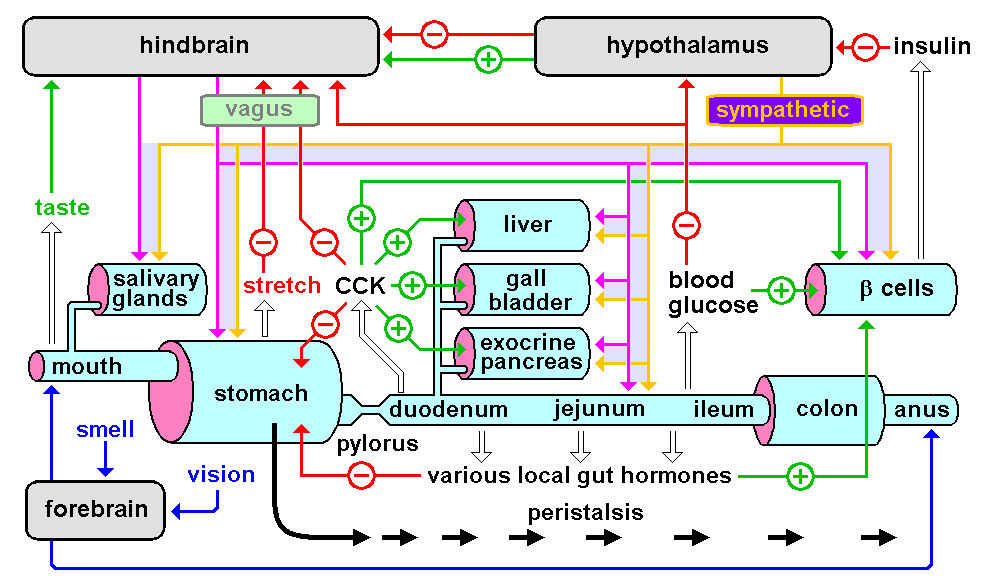 hindbrain
hypothalamus
insulin
vagus
sympathetic
taste
liver
salivary
glands
stretch
CCK
gall
bladder
blood
glucose
β cells
exocrine
pancreas
mouth
stomach
duodenum
jejunum
ileum
colon
anus
smell
pylorus
vision
various local gut hormones
forebrain
peristalsis